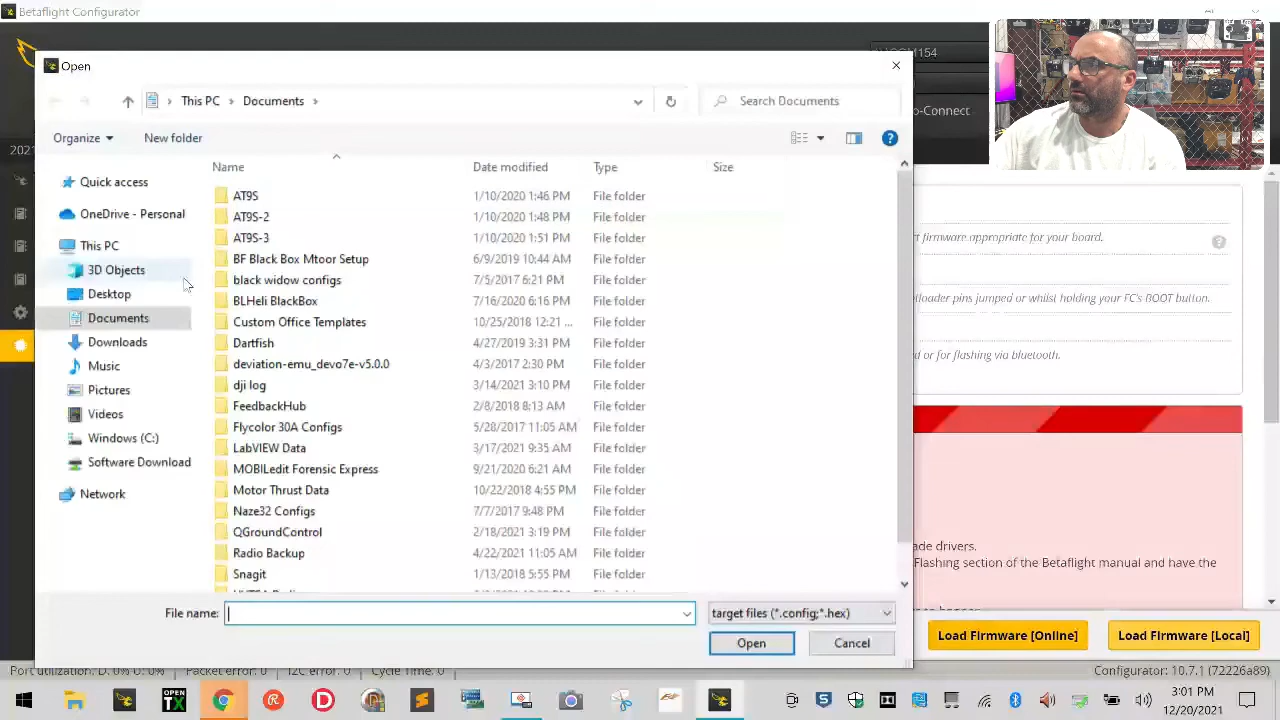 Betaflight Configurator
Open
This PC
Documents
Search Documents
o-Connect
Organize
New folder
202
Name
Date modified
Type
Size
Quick access
OneDrive - Personal
This PC
3D Objects
Desktop
Documents
Downloads
Music
Pictures
Videos
Windows (C:)
Software Download
Network
AT9S 1/10/2020 1:46 PM File folder
AT9S-2 1/10/2020 1:48 PM File folder
AT9S-3 1/10/2020 1:51 PM File folder
BF Black Box Mtoor Setup 6/9/2019 10:44 AM File folder
black widow configs 7/5/2017 6:21 PM File folder
BLHeli BlackBox 7/16/2020 6:16 PM File folder
Custom Office Templates 10/25/2018 12:21 ... File folder
Dartfish 4/27/2019 3:31 PM File folder
deviation-emu_devo7e-v5.0.0 4/3/2017 2:30 PM File folder
dji log 3/14/2021 3:10 PM File folder
FeedbackHub 2/8/2018 8:13 AM File folder
Flycolor 30A Configs 5/28/2017 11:05 AM File folder
LabVIEW Data 3/17/2021 9:35 AM File folder
MOBILedit Forensic Express 9/21/2020 6:21 AM File folder
Motor Thrust Data 10/22/2018 4:55 PM File folder
Naze32 Configs 7/7/2017 9:48 PM File folder
QGroundControl 2/18/2021 3:19 PM File folder
Radio Backup 4/22/2021 11:05 AM File folder
Snagit 1/13/2018 5:55 PM File folder
t firmware appropriate for your board.
otloader pins jumped or whilst holding your FC's BOOT button.
d or for flashing via bluetooth.
ade drivers.
Flashing section of the Betaflight manual and have the
File name:
target files (*.config;*.hex)
Open
Cancel
Load Firmware [Online]
Load Firmware [Local]
Port utilization: D: 0% U: 0%
Packet error: 0
I2C error: 0
Cycle Time: 0
Configurator: 10.7.1 (72226a89)
OPEN
TX
3:01 PM
12/20/2021